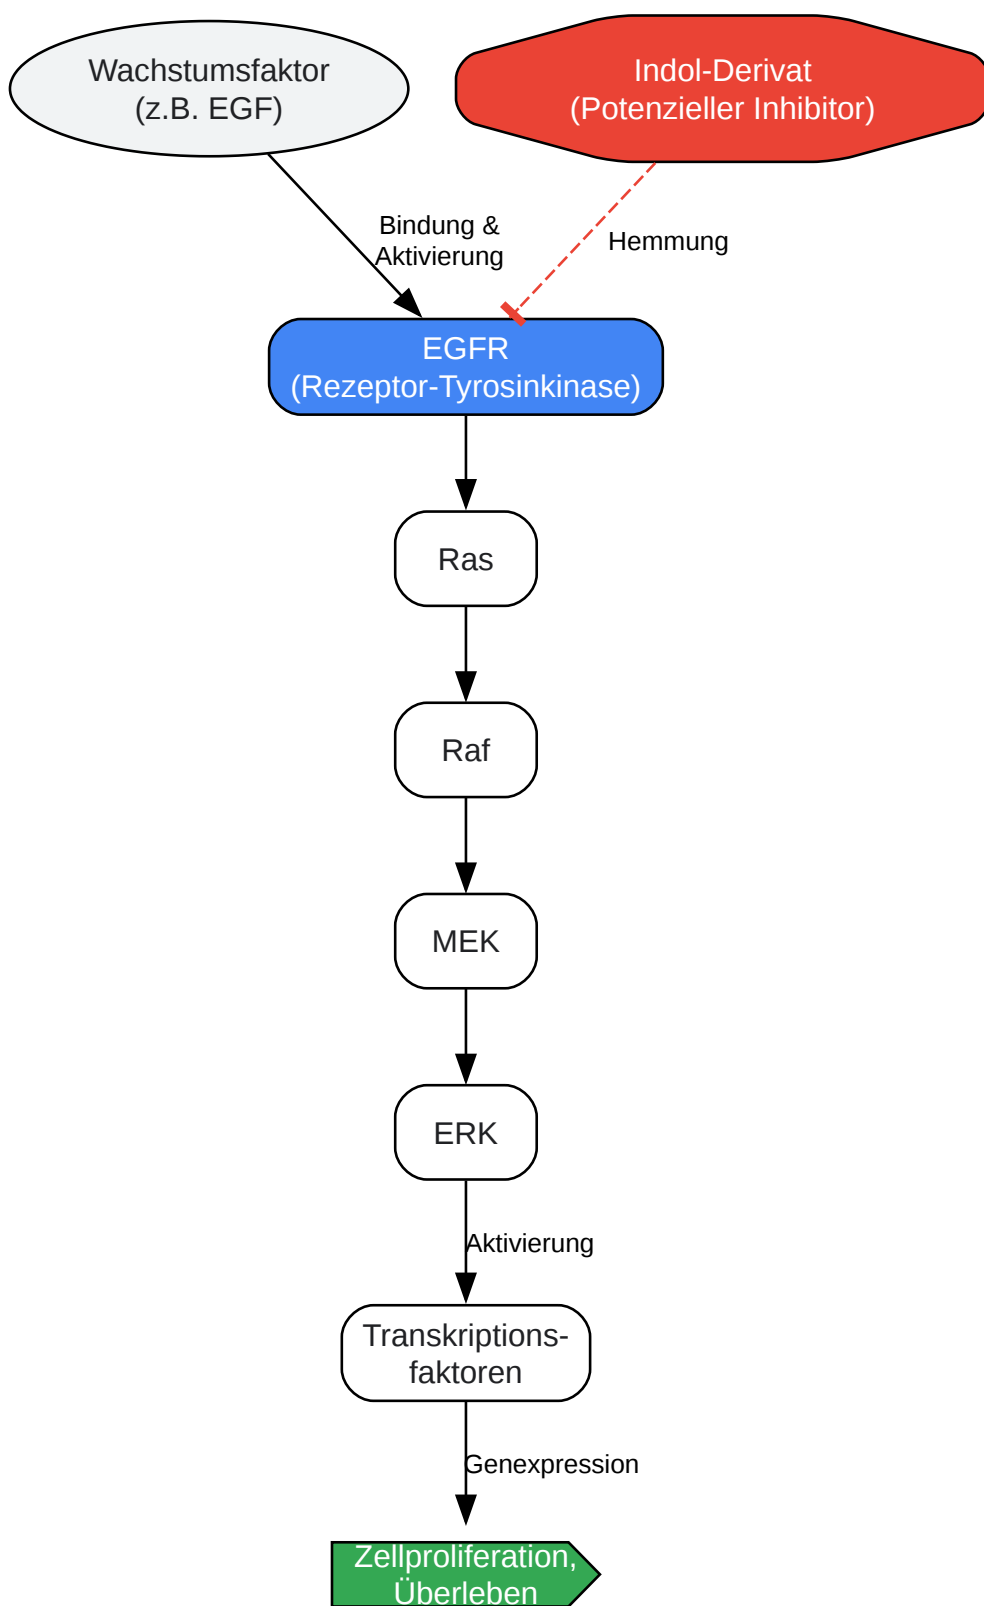 Wachstumsfaktor
(z.B. EGF)
Indol-Derivat
(Potenzieller Inhibitor)
Bindung &
Aktivierung
Hemmung
EGFR
(Rezeptor-Tyrosinkinase)
Ras
Raf
MEK
ERK
Aktivierung
Transkriptions-
faktoren
Genexpression
Zellproliferation,
Überleben